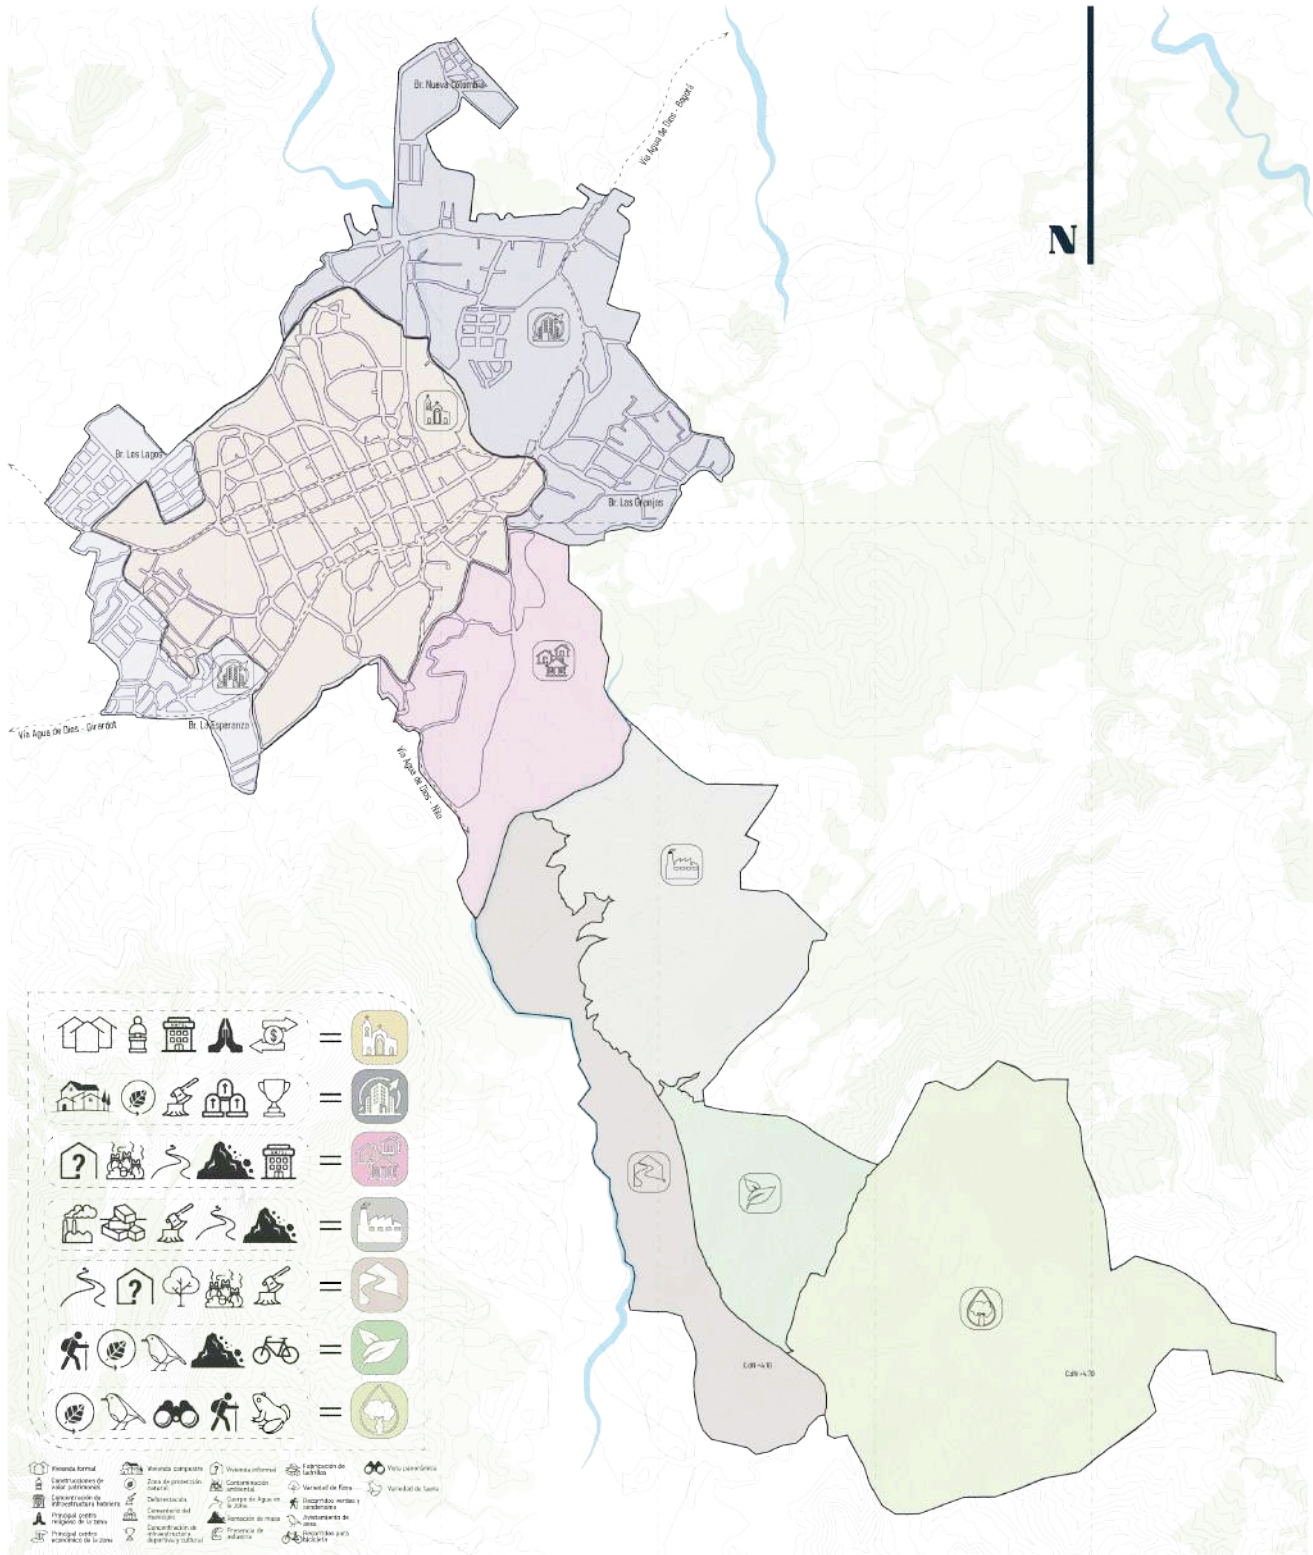 Br. Nueva Colombia
Vía Agua de Dios - Bogotá
N
Br. Los Lagos
Br. Las Granjas
Vía Agua de Dios - Girardot
Br. La Esperanza
Vía Agua de Dios - Nilo
HOTEL
$
?
HOTEL
?
Vivienda formal
Construcciones de
valor patrimonial
Concentración de
infraestructura hotelera
Principal centro
religioso de la zona
Principal centro
económico de la zona
Vivienda campestre
Zona de protección
natural
Deforestación
Cementerio del
municipio
Concentración de
infraestructura
deportiva y cultural
Vivienda informal
Contaminación
ambiental
Cuerpo de Agua en
la zona
Remoción de masa
Presencia de
industria
Fabricación de
ladrillos
Variedad de flora
Recorridos verdes y
senderismo
Avistamiento de
aves
Recorridos para
bicicleta
Vista panorámica
Variedad de fauna